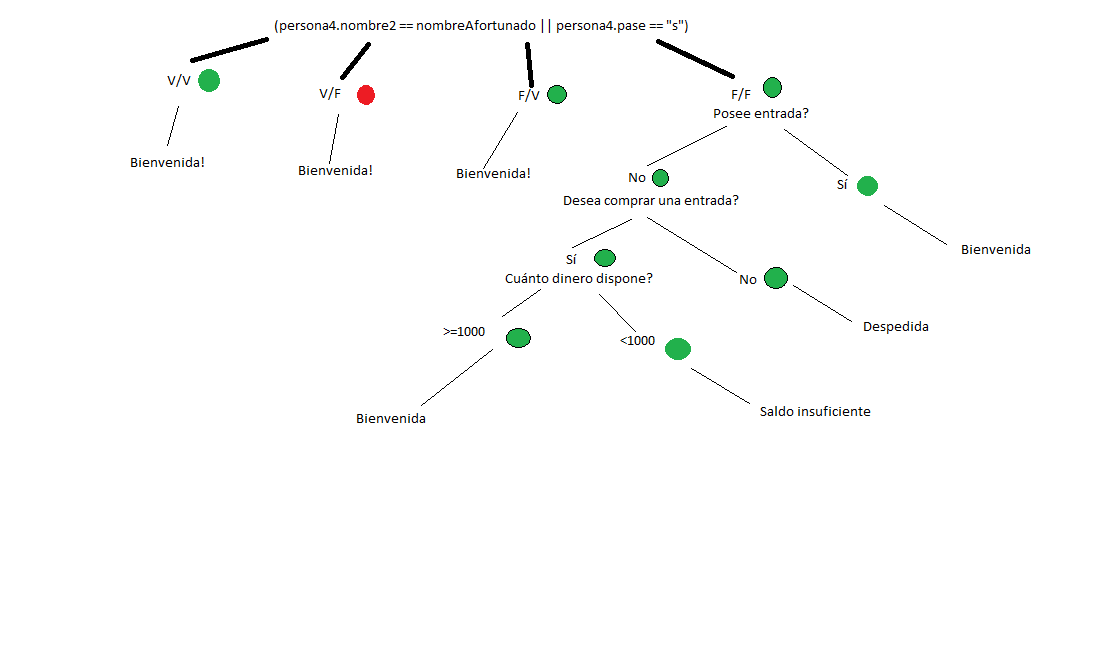 (persona4.nombre2 == nombreAfortunado || persona4.pase == "s")
V/V
V/F
F/V
F/F
Posee entrada?
Bienvenida!
Bienvenida!
Bienvenida!
No
Sí
Desea comprar una entrada?
Bienvenida
Sí
No
Cuánto dinero dispone?
Despedida
>=1000
<1000
Bienvenida
Saldo insuficiente